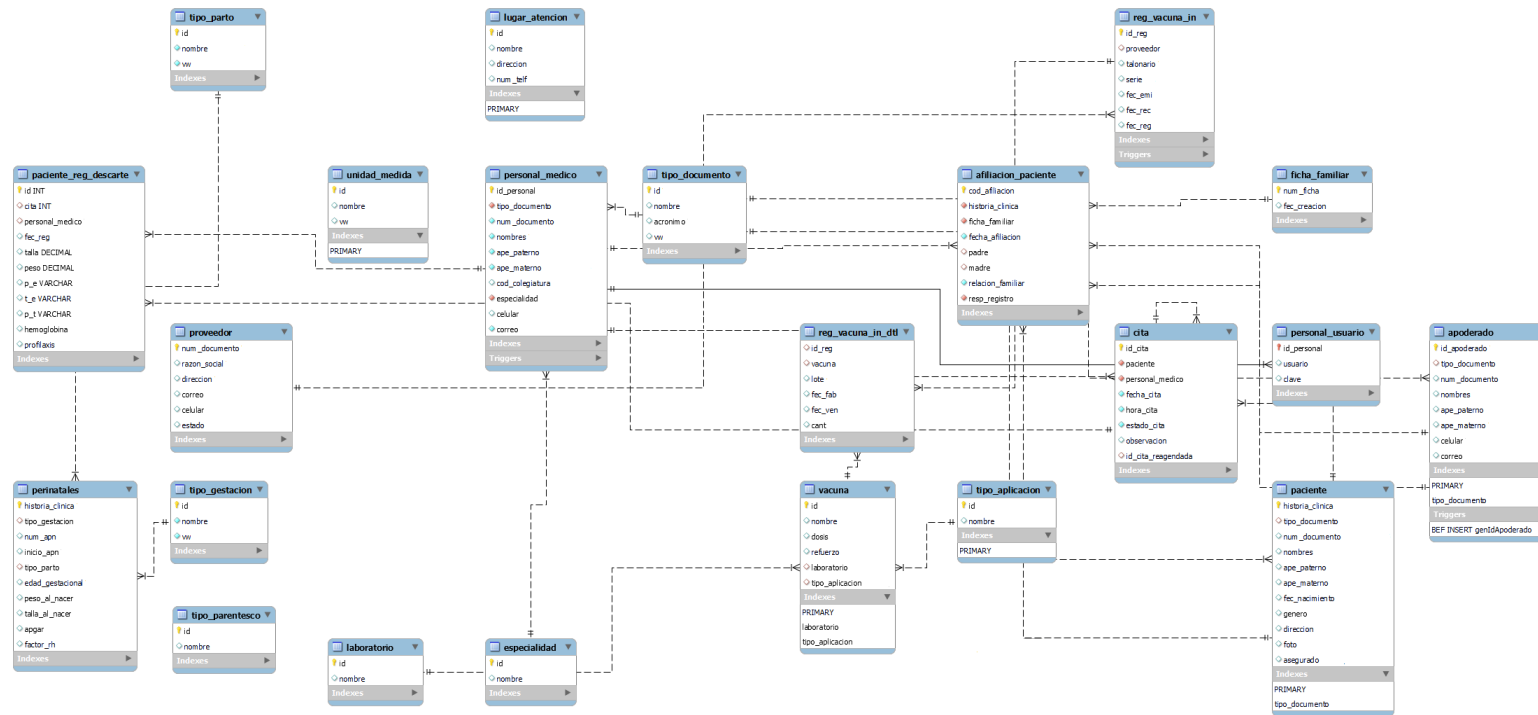 tipo_parto
id
nombre
vw
Indexes
lugar_atencion
id
nombre
direccion
num_telf
Indexes
PRIMARY
reg_vacuna_in
id_reg
proveedor
talonario
serie
fec_emi
fec_rec
fec_reg
Indexes
Triggers
paciente_reg_descarte
id INT
cita INT
personal_medico
fec_reg
talla DECIMAL
peso DECIMAL
p_e VARCHAR
t_e VARCHAR
p_t VARCHAR
hemoglobina
profilaxis
Indexes
unidad_medida
id
nombre
vw
Indexes
PRIMARY
personal_medico
id_personal
tipo_documento
num_documento
nombres
ape_paterno
ape_materno
cod_colegiatura
especialidad
celular
correo
Indexes
Triggers
tipo_documento
id
nombre
acronimo
vw
Indexes
afiliacion_paciente
cod_afiliacion
historia_clinica
ficha_familiar
fecha_afiliacion
padre
madre
relacion_familiar
resp_registro
Indexes
ficha_familiar
num_ficha
fec_creacion
Indexes
proveedor
num_documento
razon_social
direccion
correo
celular
estado
Indexes
reg_vacuna_in_dtl
id_reg
vacuna
lote
fec_fab
fec_ven
cant
Indexes
cita
id_cita
paciente
personal_medico
fecha_cita
hora_cita
estado_cita
observacion
id_cita_reagendada
Indexes
personal_usuario
id_personal
usuario
clave
Indexes
apoderado
id_apoderado
tipo_documento
num_documento
nombres
ape_paterno
ape_materno
celular
correo
Indexes
PRIMARY
tipo_documento
Triggers
BEF INSERT genIdApoderado
perinatales
historia_clinica
tipo_gestacion
num_apn
inicio_apn
tipo_parto
edad_gestacional
peso_al_nacer
talla_al_nacer
apgar
factor_rh
Indexes
tipo_gestacion
id
nombre
vw
Indexes
vacuna
id
nombre
dosis
refuerzo
laboratorio
tipo_aplicacion
Indexes
PRIMARY
laboratorio
tipo_aplicacion
tipo_aplicacion
id
nombre
Indexes
PRIMARY
paciente
historia_clinica
tipo_documento
num_documento
nombres
ape_paterno
ape_materno
fec_nacimiento
genero
direccion
foto
asegurado
Indexes
PRIMARY
tipo_documento
tipo_parentesco
id
nombre
Indexes
laboratorio
id
nombre
Indexes
especialidad
id
nombre
Indexes